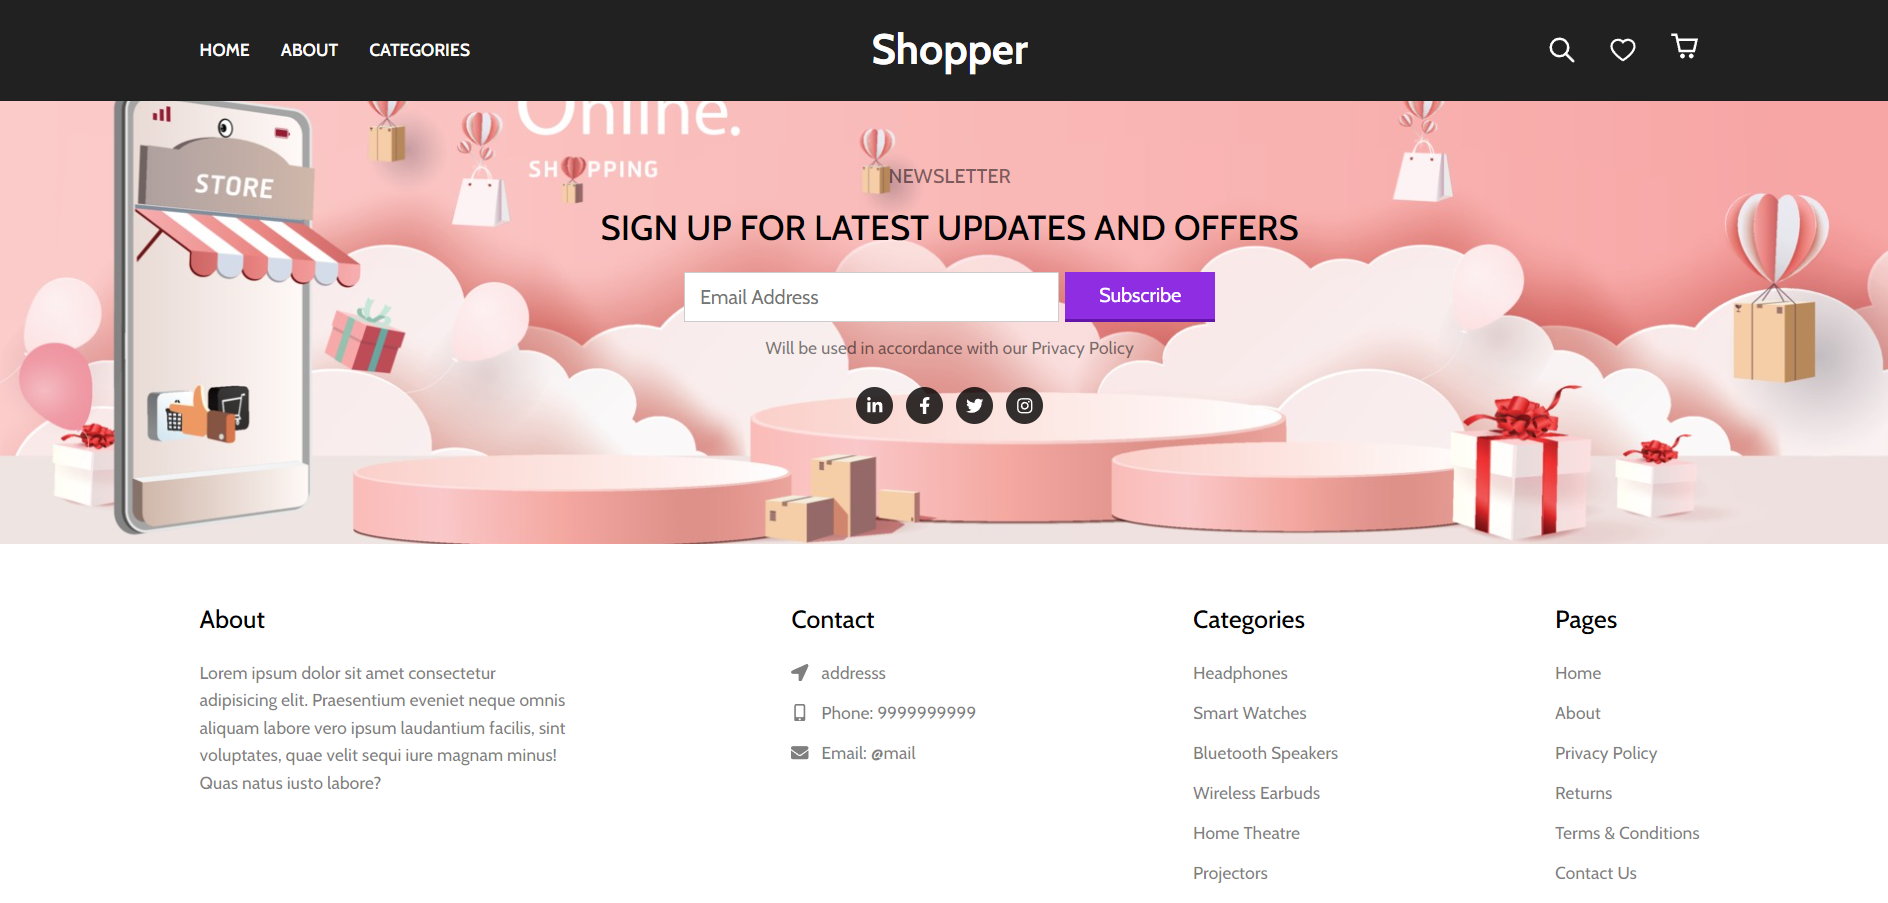 HOME ABOUT CATEGORIES Shopper
Online.
SHOPPING
STORE
NEWSLETTER
SIGN UP FOR LATEST UPDATES AND OFFERS
Email Address Subscribe
Will be used in accordance with our Privacy Policy
About
Lorem ipsum dolor sit amet consectetur
adipisicing elit. Praesentium eveniet neque omnis
aliquam labore vero ipsum laudantium facilis, sint
voluptates, quae velit sequi iure magnam minus!
Quas natus iusto labore?
Contact
addresss
Phone: 9999999999
Email: @mail
Categories
Headphones
Smart Watches
Bluetooth Speakers
Wireless Earbuds
Home Theatre
Projectors
Pages
Home
About
Privacy Policy
Returns
Terms & Conditions
Contact Us